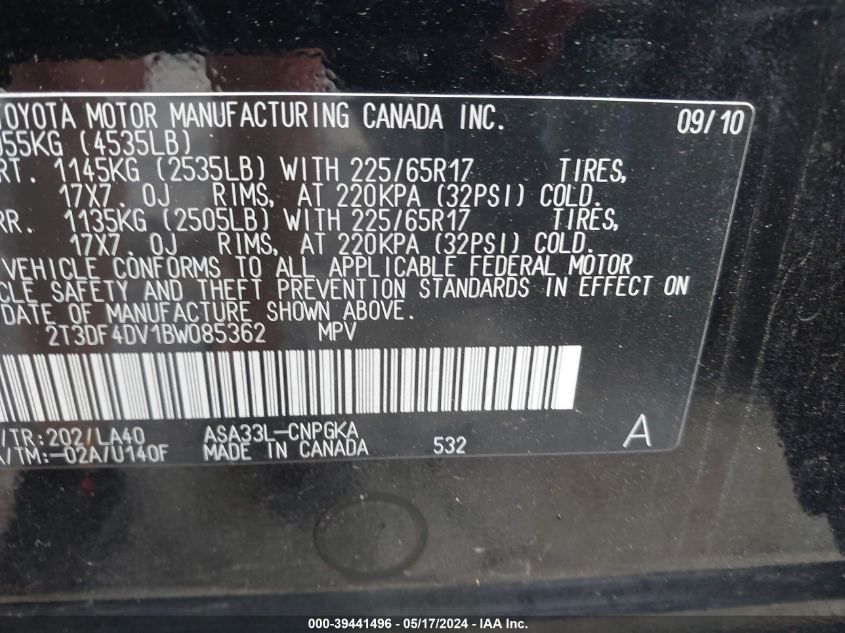 TOYOTA MOTOR MANUFACTURING CANADA INC. 09/10
055KG (4535LB)
RT. 1145KG (2535LB) WITH 225/65R17 TIRES,
17X7.0J RIMS, AT 220KPA (32PSI) COLD.
RR. 1135KG (2505LB) WITH 225/65R17 TIRES,
17X7.0J RIMS, AT 220KPA (32PSI) COLD.
VEHICLE CONFORMS TO ALL APPLICABLE FEDERAL MOTOR
CLE SAFETY AND THEFT PREVENTION STANDARDS IN EFFECT ON
DATE OF MANUFACTURE SHOWN ABOVE.
2T3DF4DV1BW085362 MPV
/TR:202/LA40 ASA33L-CNPGKA
A/TM:-02A/U140F MADE IN CANADA 532 A
000-39441496 - 05/17/2024 - IAA Inc.